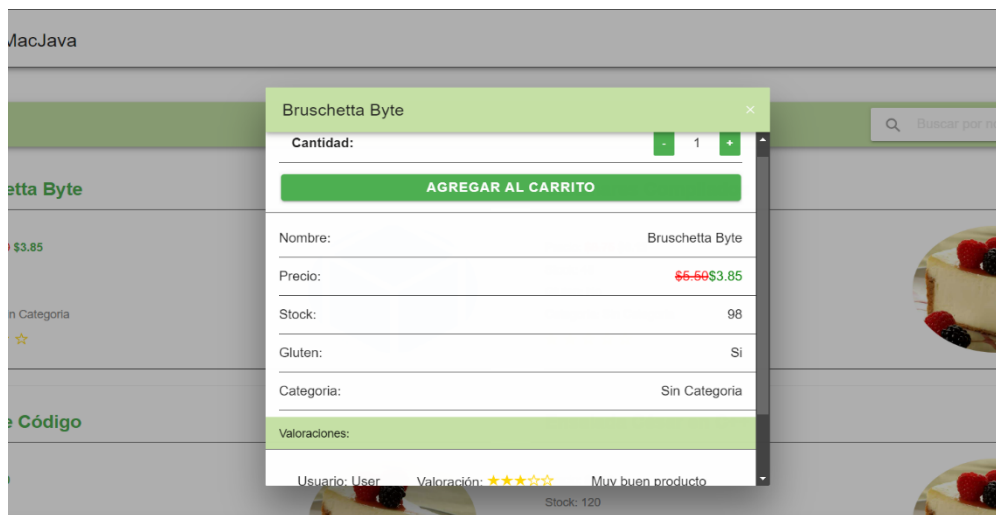 MacJava
Bruschetta Byte ×
Buscar por n
Cantidad: - 1 +
AGREGAR AL CARRITO
etta Byte
Nombre: Bruschetta Byte
$3.85
Precio: $5.50$3.85
n Categoria
Stock: 98
Gluten: Si
Categoria: Sin Categoria
Código
Valoraciones:
Usuario: User Valoración: ★★★☆☆ Muy buen producto
Stock: 120